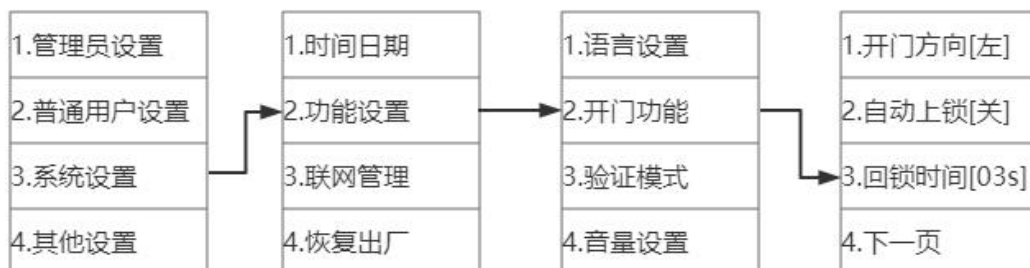 1.管理员设置
2.普通用户设置
3.系统设置
4.其他设置
1.时间日期
2.功能设置
3.联网管理
4.恢复出厂
1.语言设置
2.开门功能
3.验证模式
4.音量设置
1.开门方向[左]
2.自动上锁[关]
3.回锁时间[03s]
4.下一页